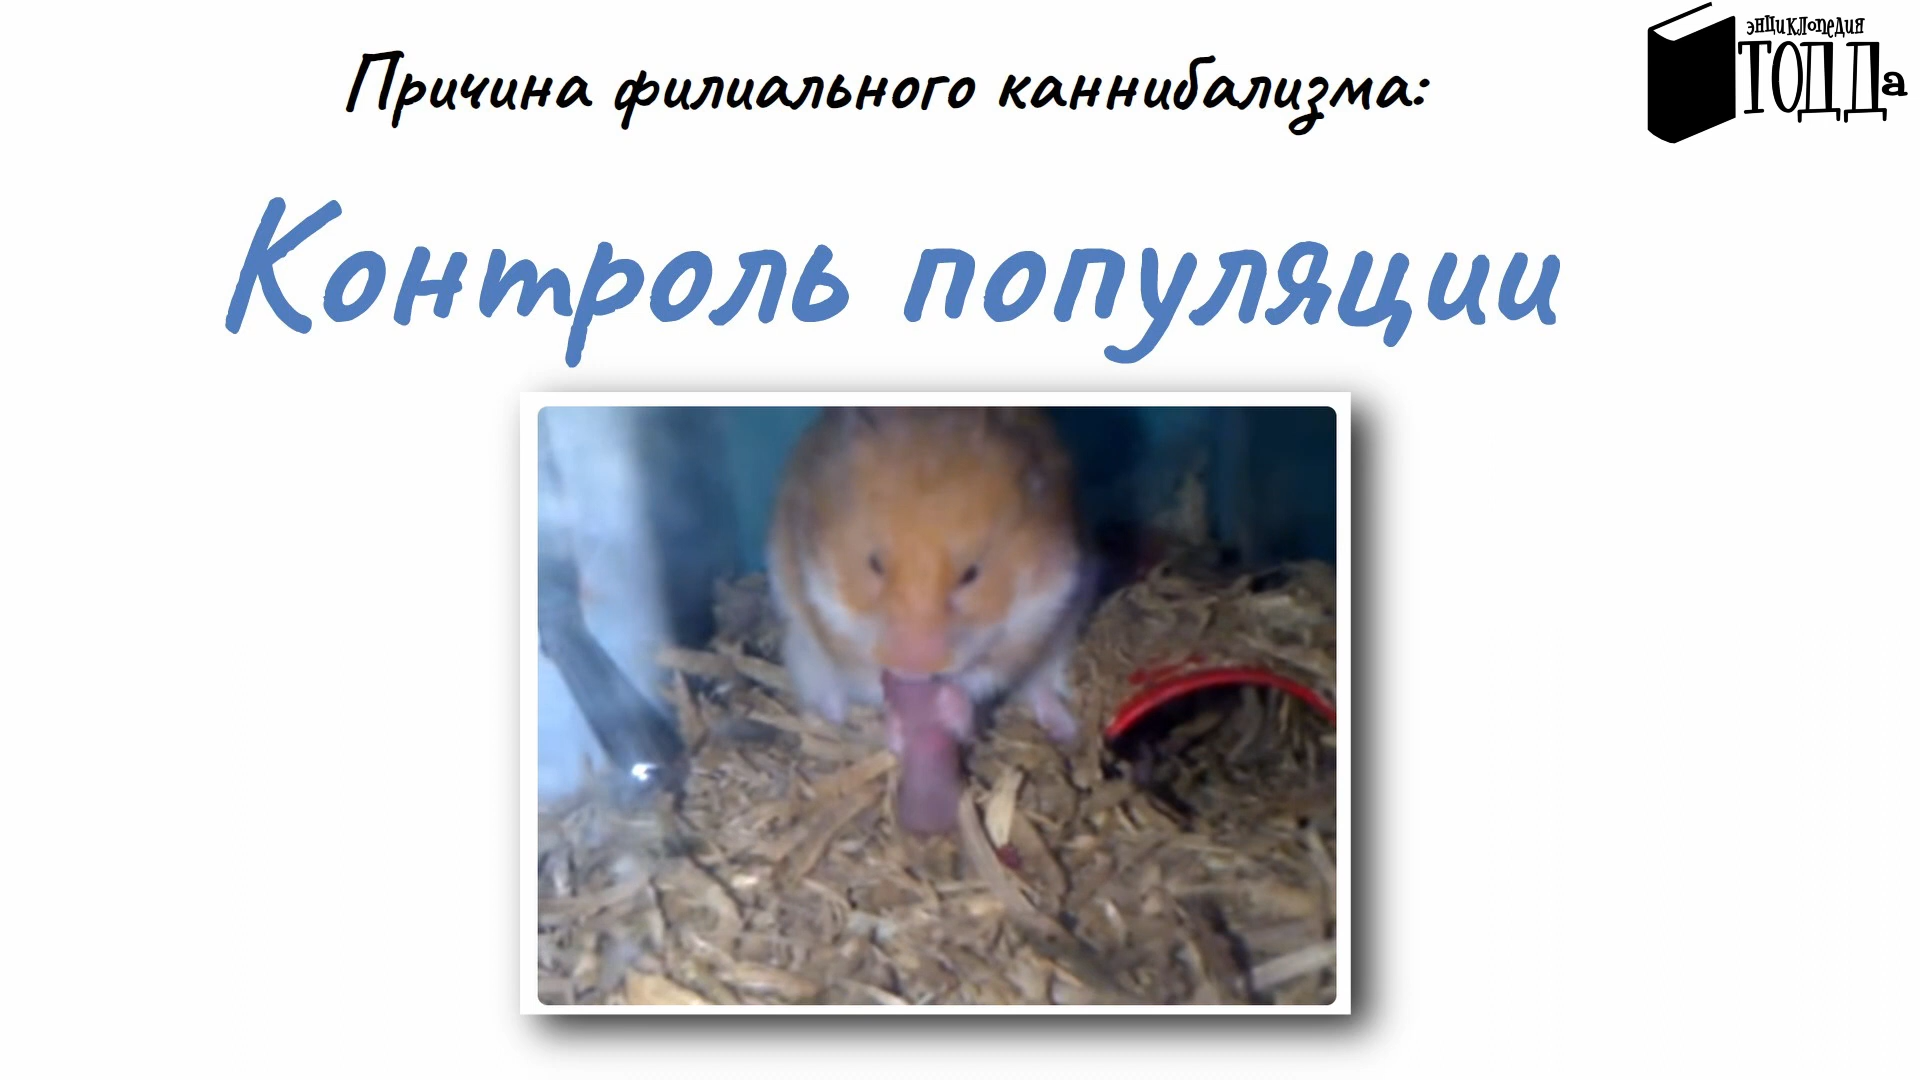 Причина филиального каннибализма:
энциклопедия
ТОДДа
Контроль популяции